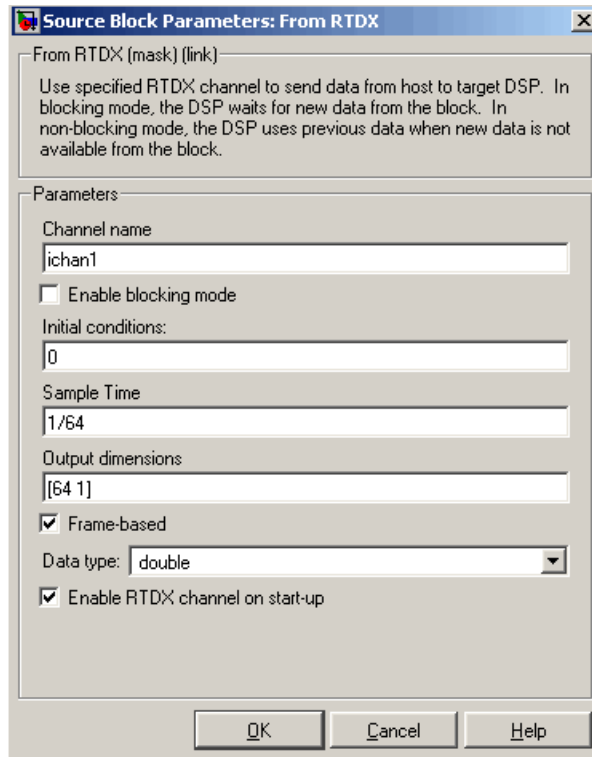 Source Block Parameters: From RTDX
From RTDX (mask) (link)
Use specified RTDX channel to send data from host to target DSP. In
blocking mode, the DSP waits for new data from the block. In
non-blocking mode, the DSP uses previous data when new data is not
available from the block.
Parameters
Channel name
ichan1
Enable blocking mode
Initial conditions:
0
Sample Time
1/64
Output dimensions
[64 1]
Frame-based
Data type: double
Enable RTDX channel on start-up
OK Cancel Help